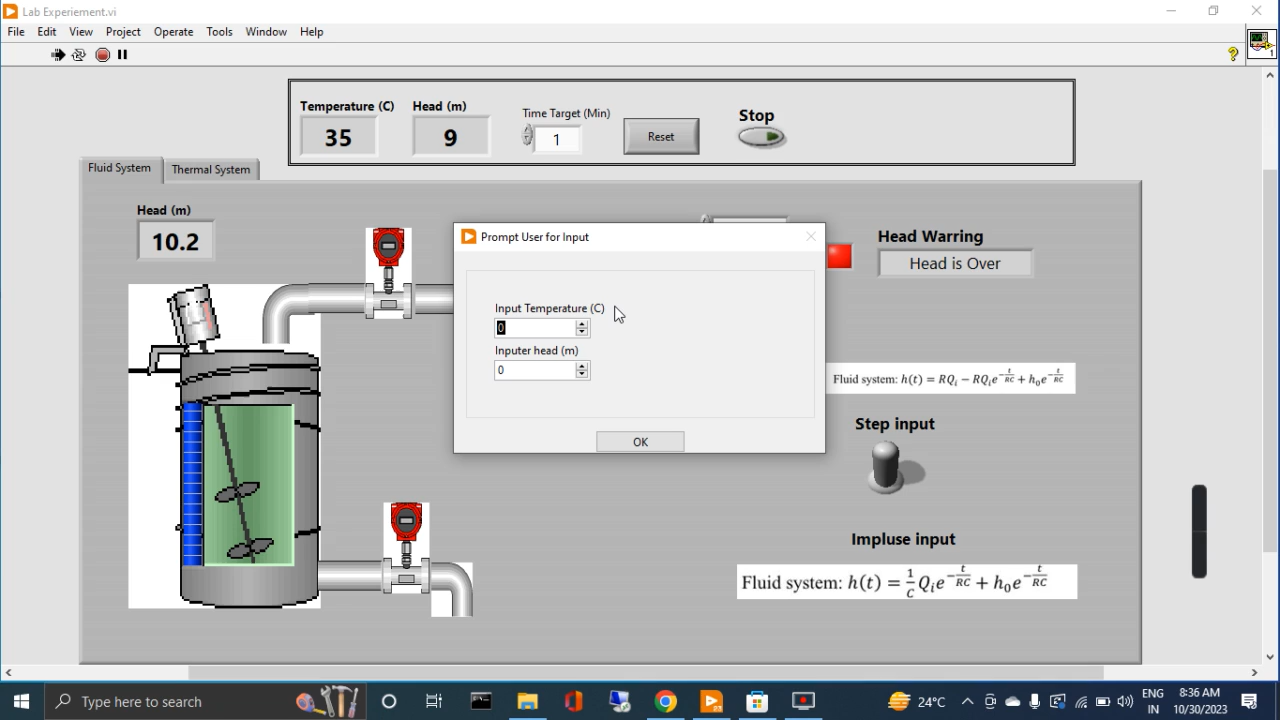 Lab Experiement.vi
File Edit View Project Operate Tools Window Help
Temperature (C) Head (m) Time Target (Min) Stop
35 9 1 Reset
Fluid System Thermal System
Head (m)
10.2
Head Warring
Head is Over
Prompt User for Input
Input Temperature (C)
0
Inputer head (m)
0
OK
Fluid system: h(t) = RQᵢ − RQᵢe^(−t/RC) + h₀e^(−t/RC)
Step input
Impluse input
Fluid system: h(t) = 1/C Qᵢe^(−t/RC) + h₀e^(−t/RC)
Type here to search
24°C
ENG
IN
8:36 AM
10/30/2023